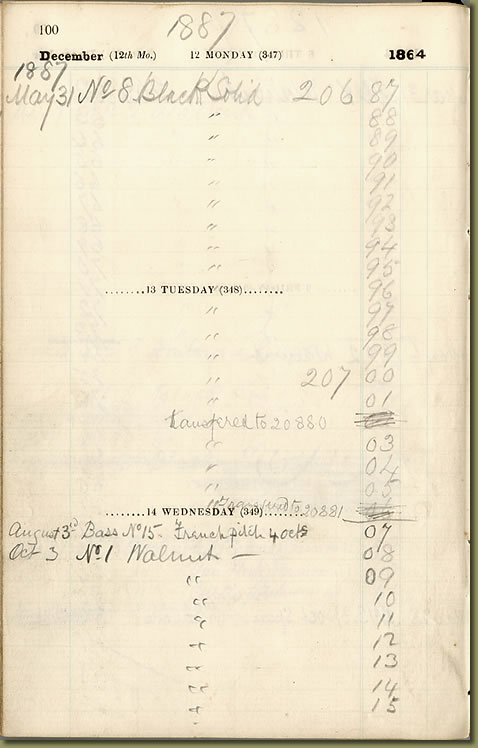 100 1887
December (12th Mo.) 12 MONDAY (347) 1864
1887
May 31 No 8 Black Solid 206 87
" 88
" 89
" 90
" 91
" 92
" 93
" 94
" 95
........13 TUESDAY (348)........ 96
" 97
" 98
" 99
" 207 00
" 01
transfered to 20880
" 03
" 04
" 05
to 20881
........14 WEDNESDAY (349)........
August 3rd Bass No 15 - French pitch 4 octs 07
Oct 3 No 1 Walnut — 08
" 09
" 10
" 11
" 12
" 13
" 14
" 15